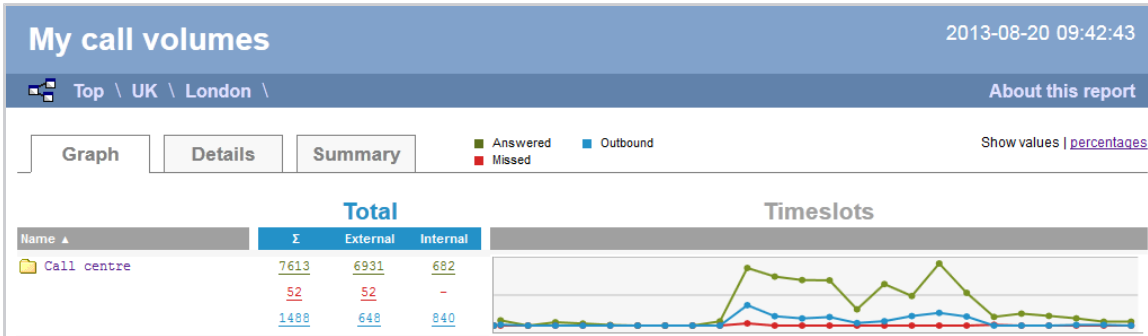 My call volumes
2013-08-20 09:42:43
Top \ UK \ London \
About this report
Graph
Details
Summary
Answered
Outbound
Missed
Show values | percentages
Total
Timeslots
Name ▲
Σ External Internal
Call centre
7613 6931 682
52 52 -
1488 648 840